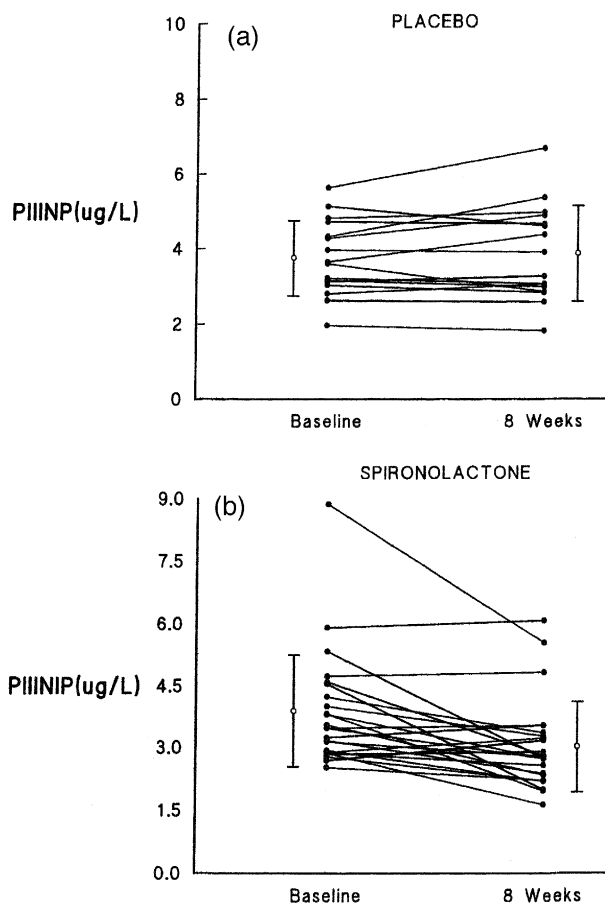 (a)
PLACEBO
10
8
6
PIIINP(ug/L)
4
2
0
Baseline 8 Weeks
(b)
SPIRONOLACTONE
9.0
7.5
6.0
PIIINIP(ug/L)
4.5
3.0
1.5
0.0
Baseline 8 Weeks